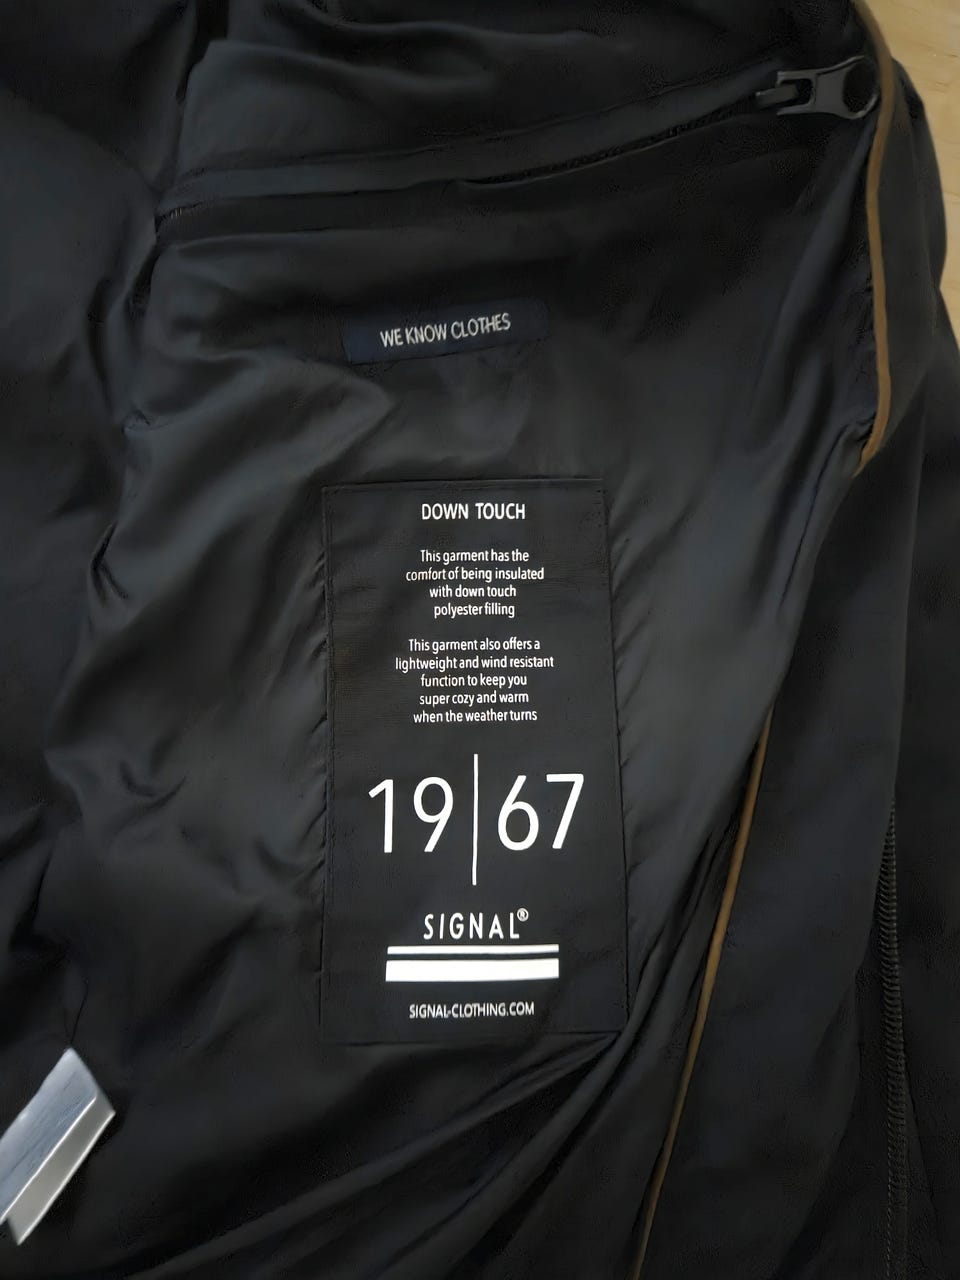 WE KNOW CLOTHES
DOWN TOUCH
This garment has the
comfort of being insulated
with down touch
polyester filling
This garment also offers a
lightweight and wind resistant
function to keep you
super cozy and warm
when the weather turns
19|67
SIGNAL®
SIGNAL-CLOTHING.COM